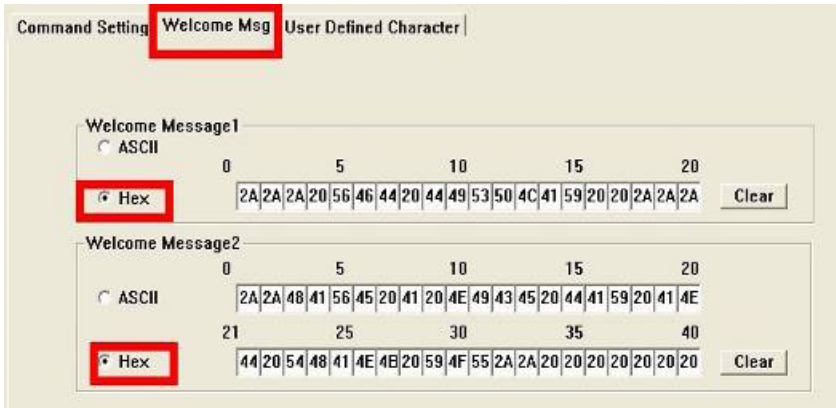 Command Setting Welcome Msg User Defined Character
Welcome Message1
ASCII
0 5 10 15 20
Hex 2A 2A 2A 20 56 46 44 20 44 49 53 50 4C 41 59 20 20 2A 2A 2A Clear
Welcome Message2
0 5 10 15 20
ASCII 2A 2A 48 41 56 45 20 41 20 4E 49 43 45 20 44 41 59 20 41 4E
21 25 30 35 40
Hex 44 20 54 48 41 4E 4B 20 59 4F 55 2A 2A 20 20 20 20 20 20 20 Clear